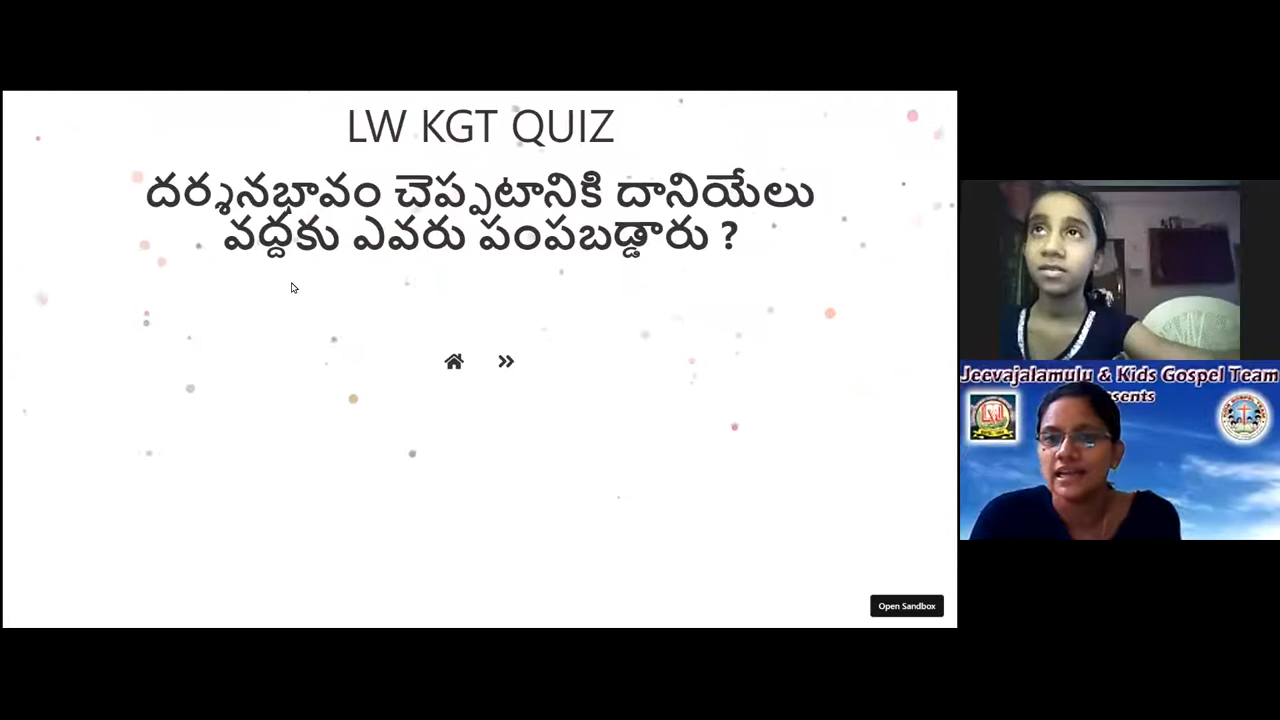 LW KGT QUIZ
దర్శనభావం చెప్పటానికి దానియేలు
వద్దకు ఎవరు పంపబడ్డారు ?
Open Sandbox
Jeevajalamulu & Kids Gospel Team